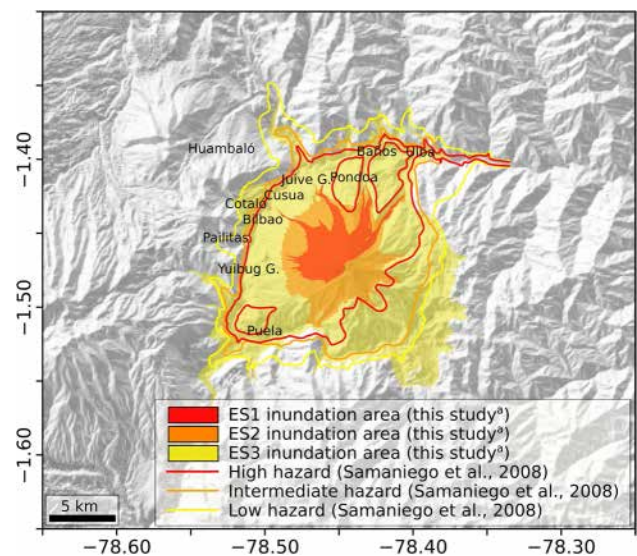 −1.40
−1.50
−1.60
Huambaló
Baños
Ulba
Juive G.
Pondoa
Cusua
Cotaló
Bilbao
Pailitas
Yuibug G.
Puela
ES1 inundation area (this studyᵃ)
ES2 inundation area (this studyᵃ)
ES3 inundation area (this studyᵃ)
High hazard (Samaniego et al., 2008)
Intermediate hazard (Samaniego et al., 2008)
Low hazard (Samaniego et al., 2008)
5 km
−78.60
−78.50
−78.40
−78.30